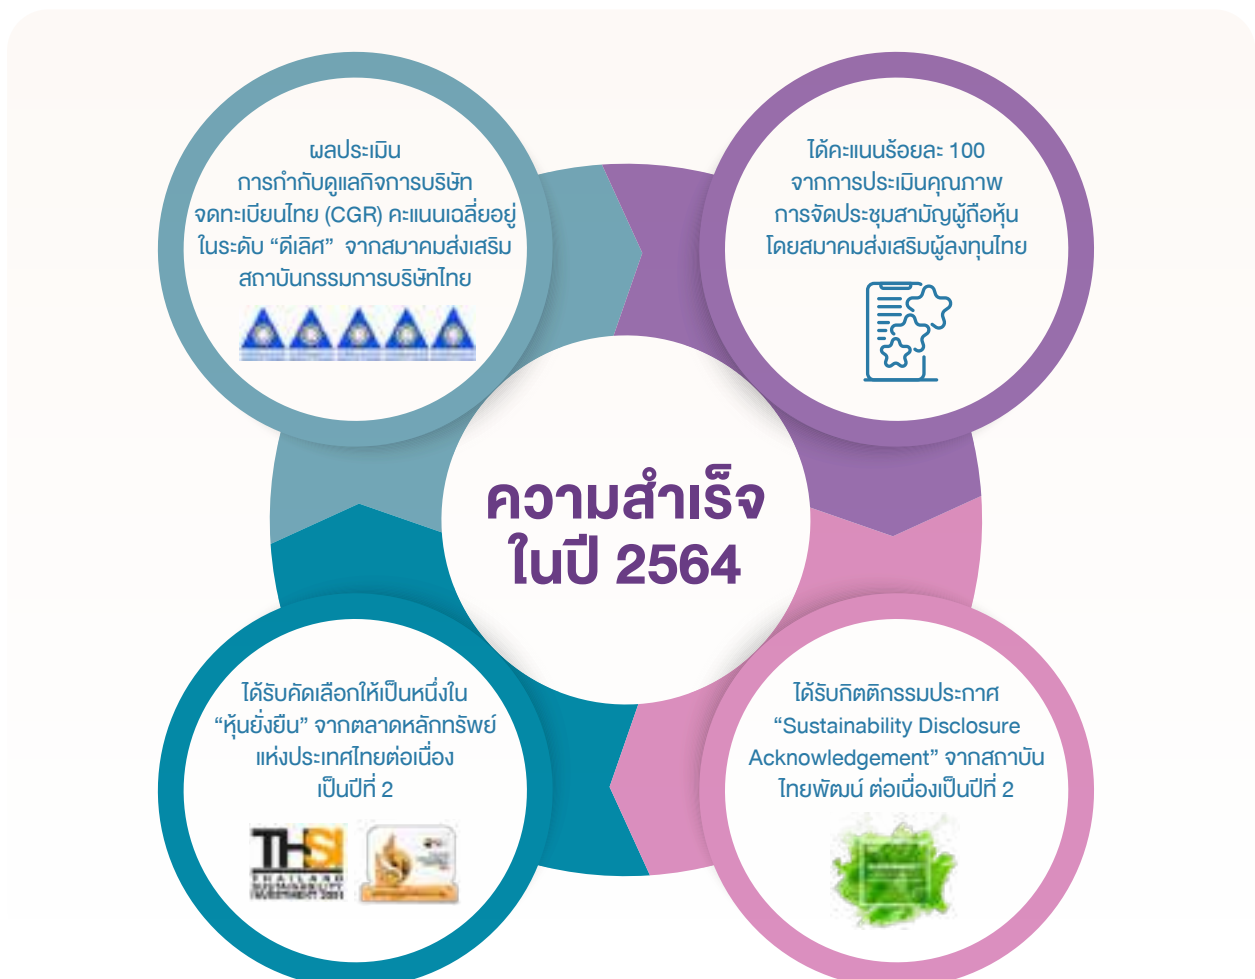 ผลประเมิน
การกำกับดูแลกิจการบริษัท
จดทะเบียนไทย (CGR) คะแนนเฉลี่ยอยู่
ในระดับ “ดีเลิศ” จากสมาคมส่งเสริม
สถาบันกรรมการบริษัทไทย
ได้คะแนนร้อยละ 100
จากการประเมินคุณภาพ
การจัดประชุมสามัญผู้ถือหุ้น
โดยสมาคมส่งเสริมผู้ลงทุนไทย
ความสำเร็จ
ในปี 2564
ได้รับคัดเลือกให้เป็นหนึ่งใน
“หุ้นยั่งยืน” จากตลาดหลักทรัพย์
แห่งประเทศไทยต่อเนื่อง
เป็นปีที่ 2
THSI
THAILAND
SUSTAINABILITY
INVESTMENT 2021
ได้รับกิตติกรรมประกาศ
“Sustainability Disclosure
Acknowledgement” จากสถาบัน
ไทยพัฒน์ ต่อเนื่องเป็นปีที่ 2